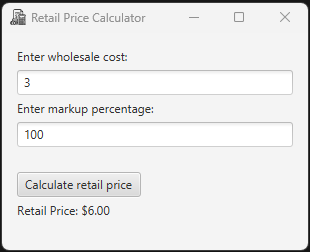 Retail Price Calculator
Enter wholesale cost:
3
Enter markup percentage:
100
Calculate retail price
Retail Price: $6.00